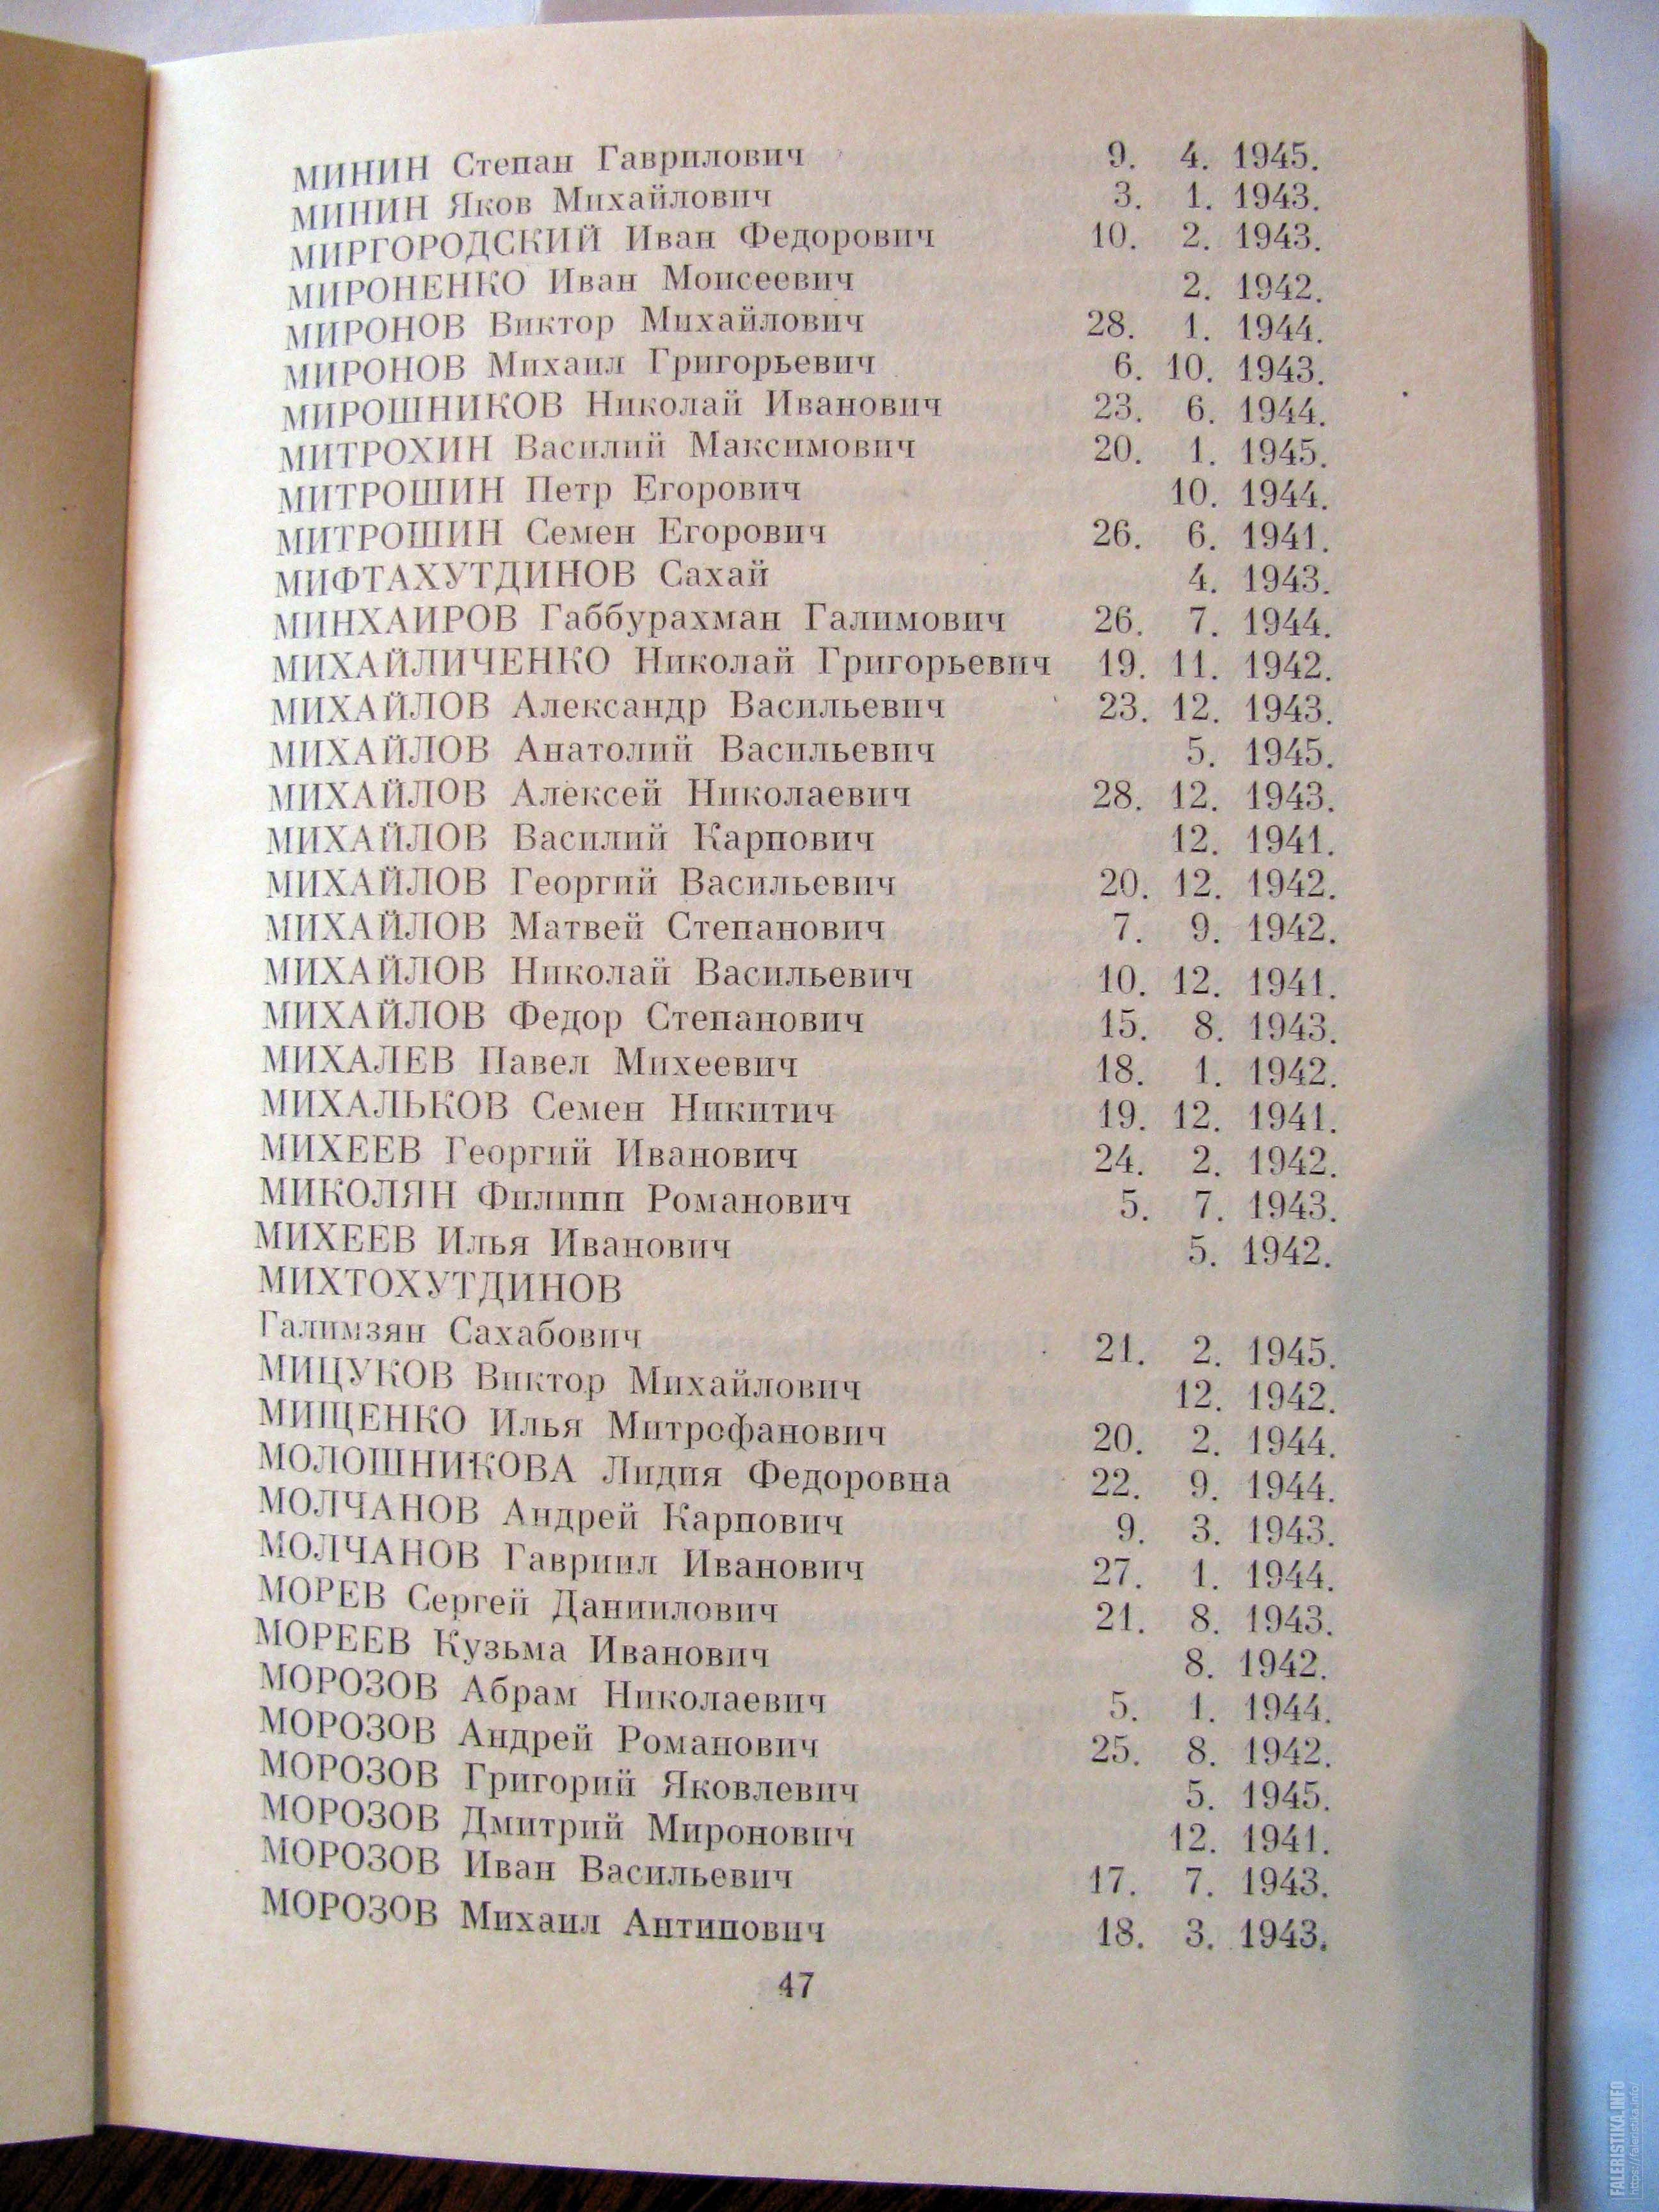 МИНИН Степан Гаврилович 9. 4. 1945.
МИНИН Яков Михайлович 3. 1. 1943.
МИРГОРОДСКИЙ Иван Федорович 10. 2. 1943.
МИРОНЕНКО Иван Моисеевич 2. 1942.
МИРОНОВ Виктор Михайлович 28. 1. 1944.
МИРОНОВ Михаил Григорьевич 6. 10. 1943.
МИРОШНИКОВ Николай Иванович 23. 6. 1944.
МИТРОХИН Василий Максимович 20. 1. 1945.
МИТРОШИН Петр Егорович 10. 1944.
МИТРОШИН Семен Егорович 26. 6. 1941.
МИФТАХУТДИНОВ Сахай 4. 1943.
МИНХАИРОВ Габбурахман Галимович 26. 7. 1944.
МИХАЙЛИЧЕНКО Николай Григорьевич 19. 11. 1942.
МИХАЙЛОВ Александр Васильевич 23. 12. 1943.
МИХАЙЛОВ Анатолий Васильевич 5. 1945.
МИХАЙЛОВ Алексей Николаевич 28. 12. 1943.
МИХАЙЛОВ Василий Карпович 12. 1941.
МИХАЙЛОВ Георгий Васильевич 20. 12. 1942.
МИХАЙЛОВ Матвей Степанович 7. 9. 1942.
МИХАЙЛОВ Николай Васильевич 10. 12. 1941.
МИХАЙЛОВ Федор Степанович 15. 8. 1943.
МИХАЛЕВ Павел Михеевич 18. 1. 1942.
МИХАЛЬКОВ Семен Никитич 19. 12. 1941.
МИХЕЕВ Георгий Иванович 24. 2. 1942.
МИКОЛЯН Филипп Романович 5. 7. 1943.
МИХЕЕВ Илья Иванович 5. 1942.
МИХТОХУТДИНОВ
Галимзян Сахабович 21. 2. 1945.
МИЦУКОВ Виктор Михайлович 12. 1942.
МИЩЕНКО Илья Митрофанович 20. 2. 1944.
МОЛОШНИКОВА Лидия Федоровна 22. 9. 1944.
МОЛЧАНОВ Андрей Карпович 9. 3. 1943.
МОЛЧАНОВ Гавриил Иванович 27. 1. 1944.
МОРЕВ Сергей Даниилович 21. 8. 1943.
МОРЕЕВ Кузьма Иванович 8. 1942.
МОРОЗОВ Абрам Николаевич 5. 1. 1944.
МОРОЗОВ Андрей Романович 25. 8. 1942.
МОРОЗОВ Григорий Яковлевич 5. 1945.
МОРОЗОВ Дмитрий Миронович 12. 1941.
МОРОЗОВ Иван Васильевич 17. 7. 1943.
МОРОЗОВ Михаил Антипович 18. 3. 1943.
47
FALERISTIKA.INFO
https://faleristika.info/